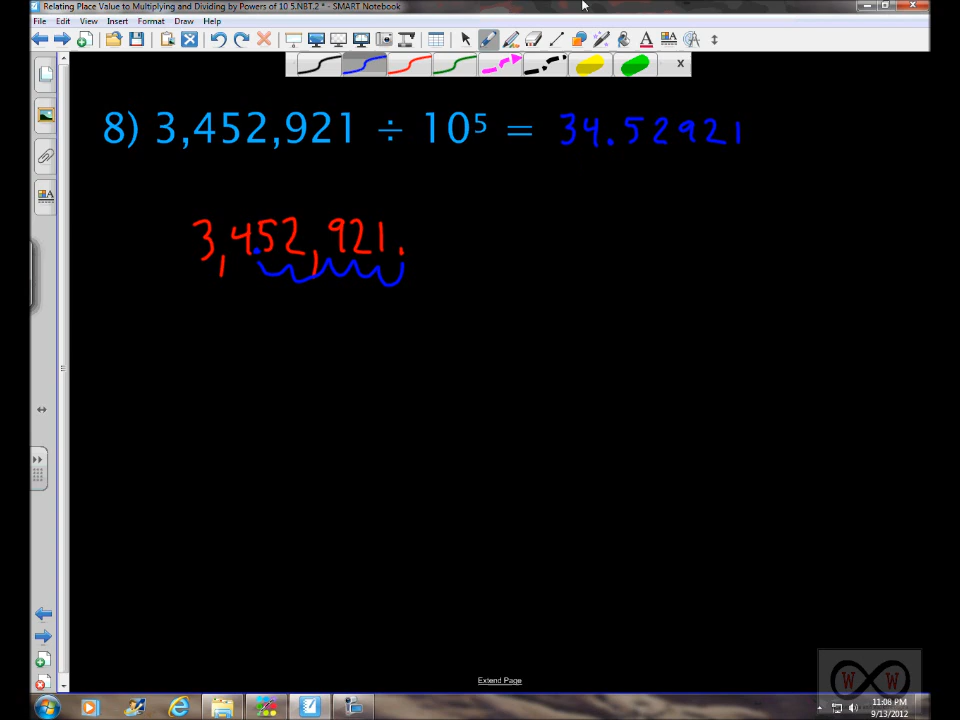 Relating Place Value to Multiplying and Dividing by Powers of 10 5.NBT.2 * - SMART Notebook
File Edit View Insert Format Draw Help
x
8) 3,452,921 ÷ 10⁵ = 34.52921
3,4.52,921.
Extend Page
W W
11:08 PM
9/13/2012